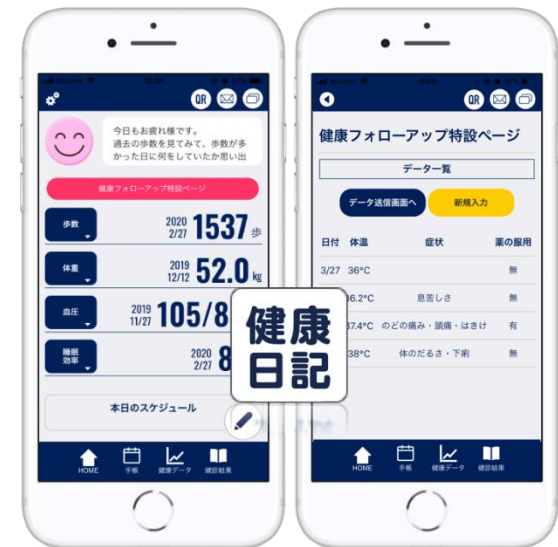 QR
今日もお疲れ様です。
過去の歩数を見てみて、歩数が多
かった日に何をしていたか思い出
健康フォローアップ特設ページ
歩数
2020
2/27
1537 歩
体重
2019
12/12
52.0 kg
血圧
2019
11/27
105/8
睡眠
効率
2020
2/27
8
本日のスケジュール
HOME
手帳
健康データ
健診結果
健康
日記
QR
健康フォローアップ特設ページ
データ一覧
データ送信画面へ
新規入力
日付 体温 症状 薬の服用
3/27 36°C 無
36.2°C 息苦しさ 無
37.4°C のどの痛み・頭痛・はきけ 有
38°C 体のだるさ・下痢 無
HOME
手帳
健康データ
健診結果